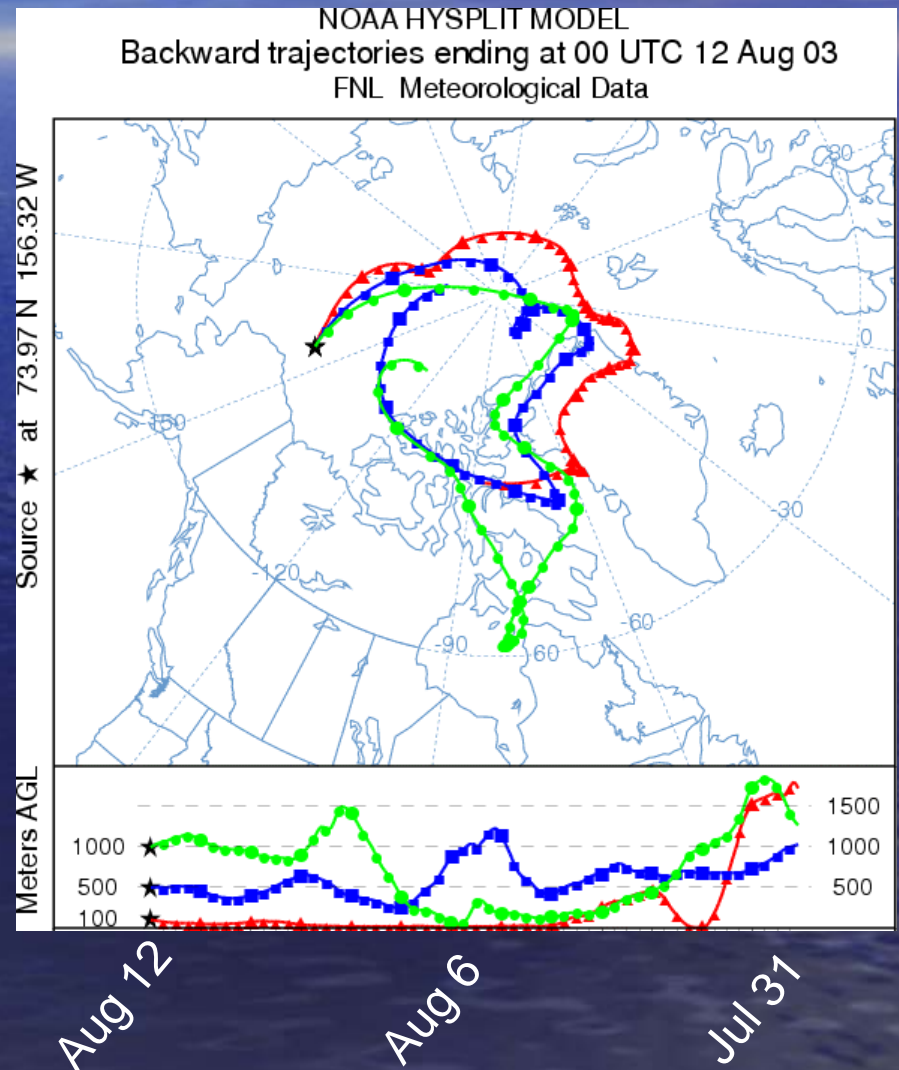 NOAA HYSPLIT MODEL
Backward trajectories ending at 00 UTC 12 Aug 03
FNL Meteorological Data
Source ★ at 73.97 N 156.32 W
30
0
-30
-60
60
-90
-120
Meters AGL
1000
500
100
1500
1000
500
Aug 12
Aug 6
Jul 31